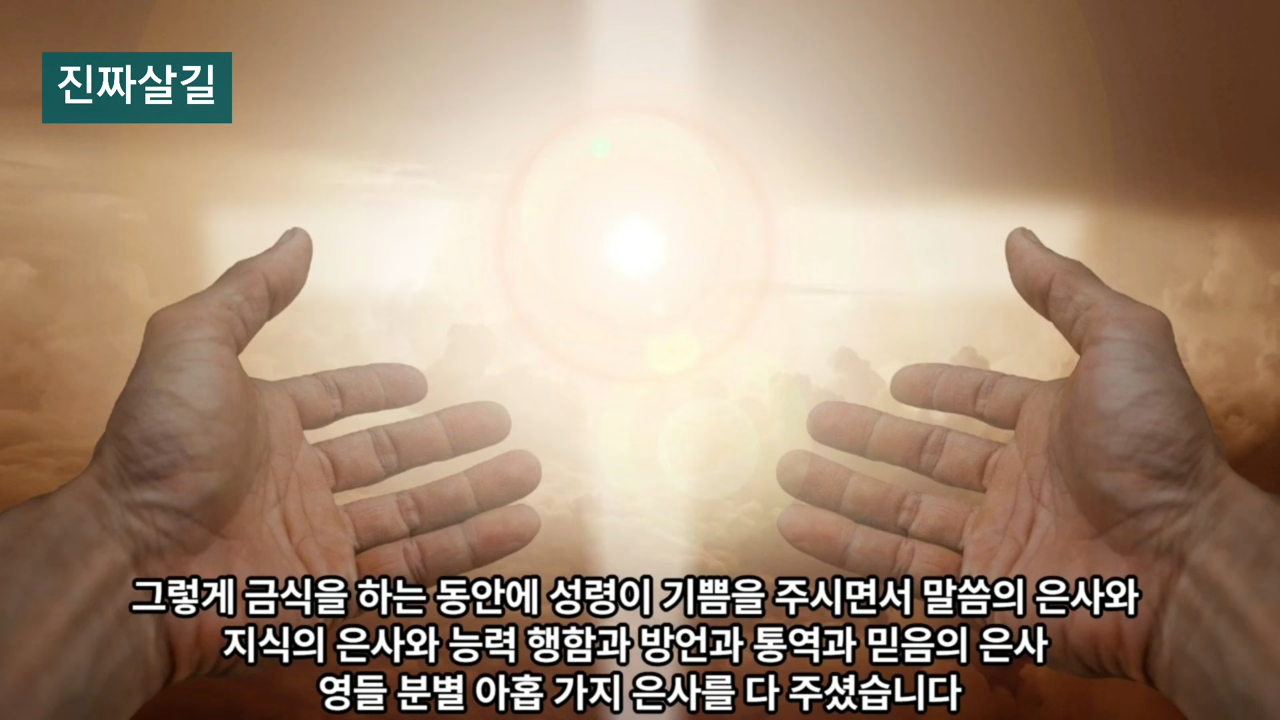 진짜살길
그렇게 금식을 하는 동안에 성령이 기쁨을 주시면서 말씀의 은사와
지식의 은사와 능력 행함과 방언과 통역과 믿음의 은사
영들 분별 아홉 가지 은사를 다 주셨습니다